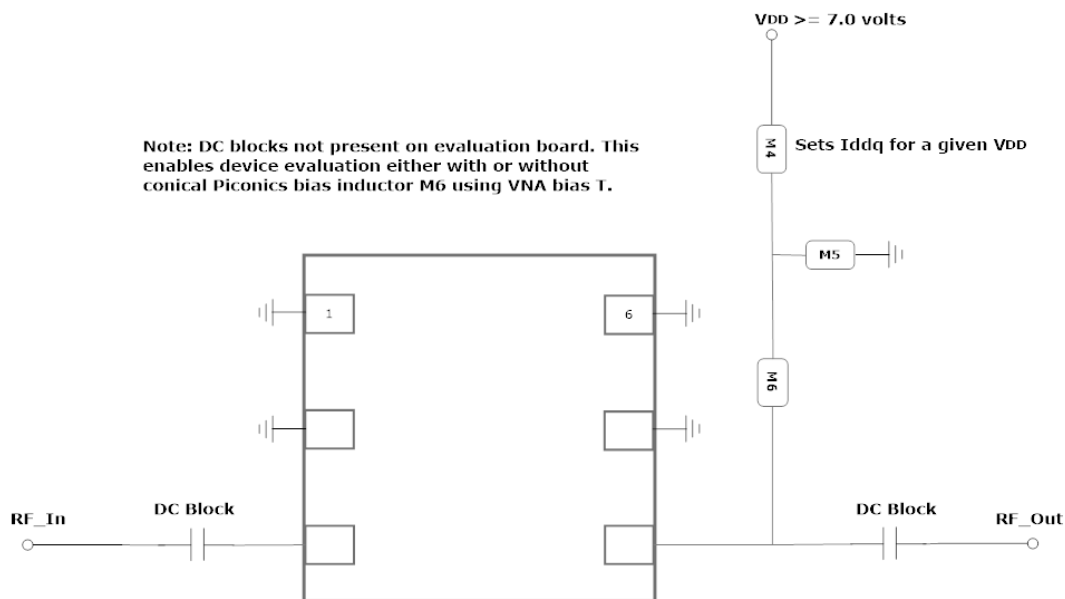 VDD >= 7.0 volts
M4
Sets Iddq for a given VDD
Note: DC blocks not present on evaluation board. This
enables device evaluation either with or without
conical Piconics bias inductor M6 using VNA bias T.
M5
1
6
M6
DC Block
DC Block
RF_In
RF_Out